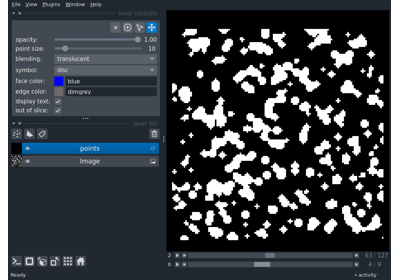 File View Plugins Window Help
layer controls
opacity: 1.00
point size: 10
blending: translucent
symbol: disc
face color: blue
edge color: dimgrey
display text:
out of slice:
layer list
points
Image
2 63 127
0 4 9
Ready activity